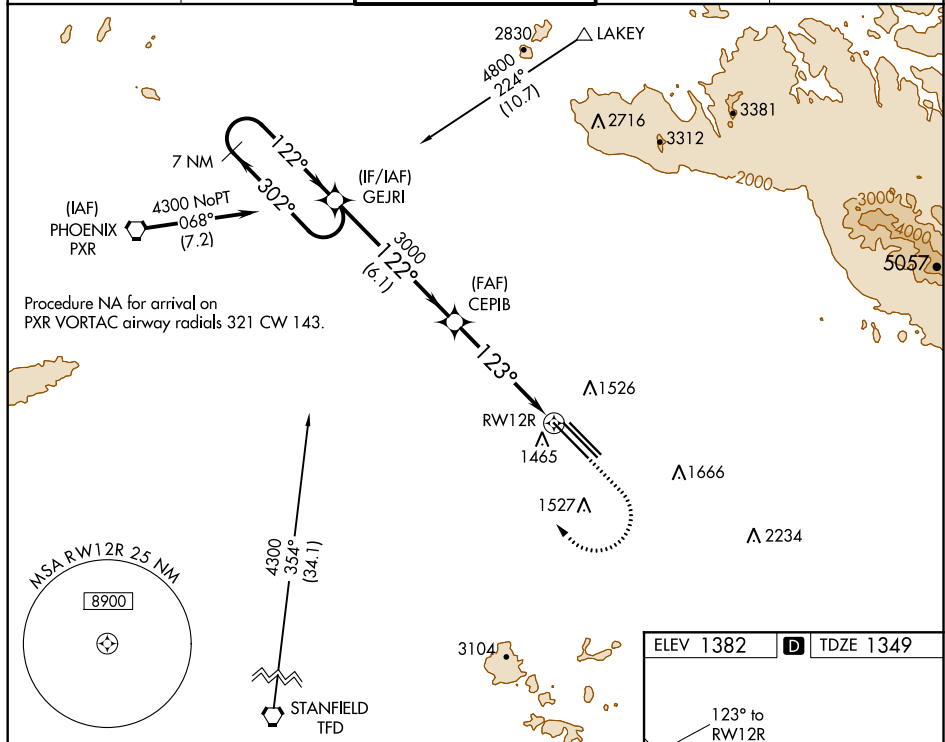 2830
LAKEY
4800
224°
(10.7)
2716
3381
3312
2000
3000
4000
5057
7 NM
122°
302°
(IF/IAF)
GEJRI
(IAF)
PHOENIX
PXR
4300 NoPT
068°
(7.2)
3000
122°
(6.1)
(FAF)
CEPIB
Procedure NA for arrival on
PXR VORTAC airway radials 321 CW 143.
123°
1526
RW12R
1465
1666
1527
2234
4300
354°
(34.1)
MSA RW12R 25 NM
8900
STANFIELD
TFD
3104
ELEV 1382 D TDZE 1349
123° to
RW12R